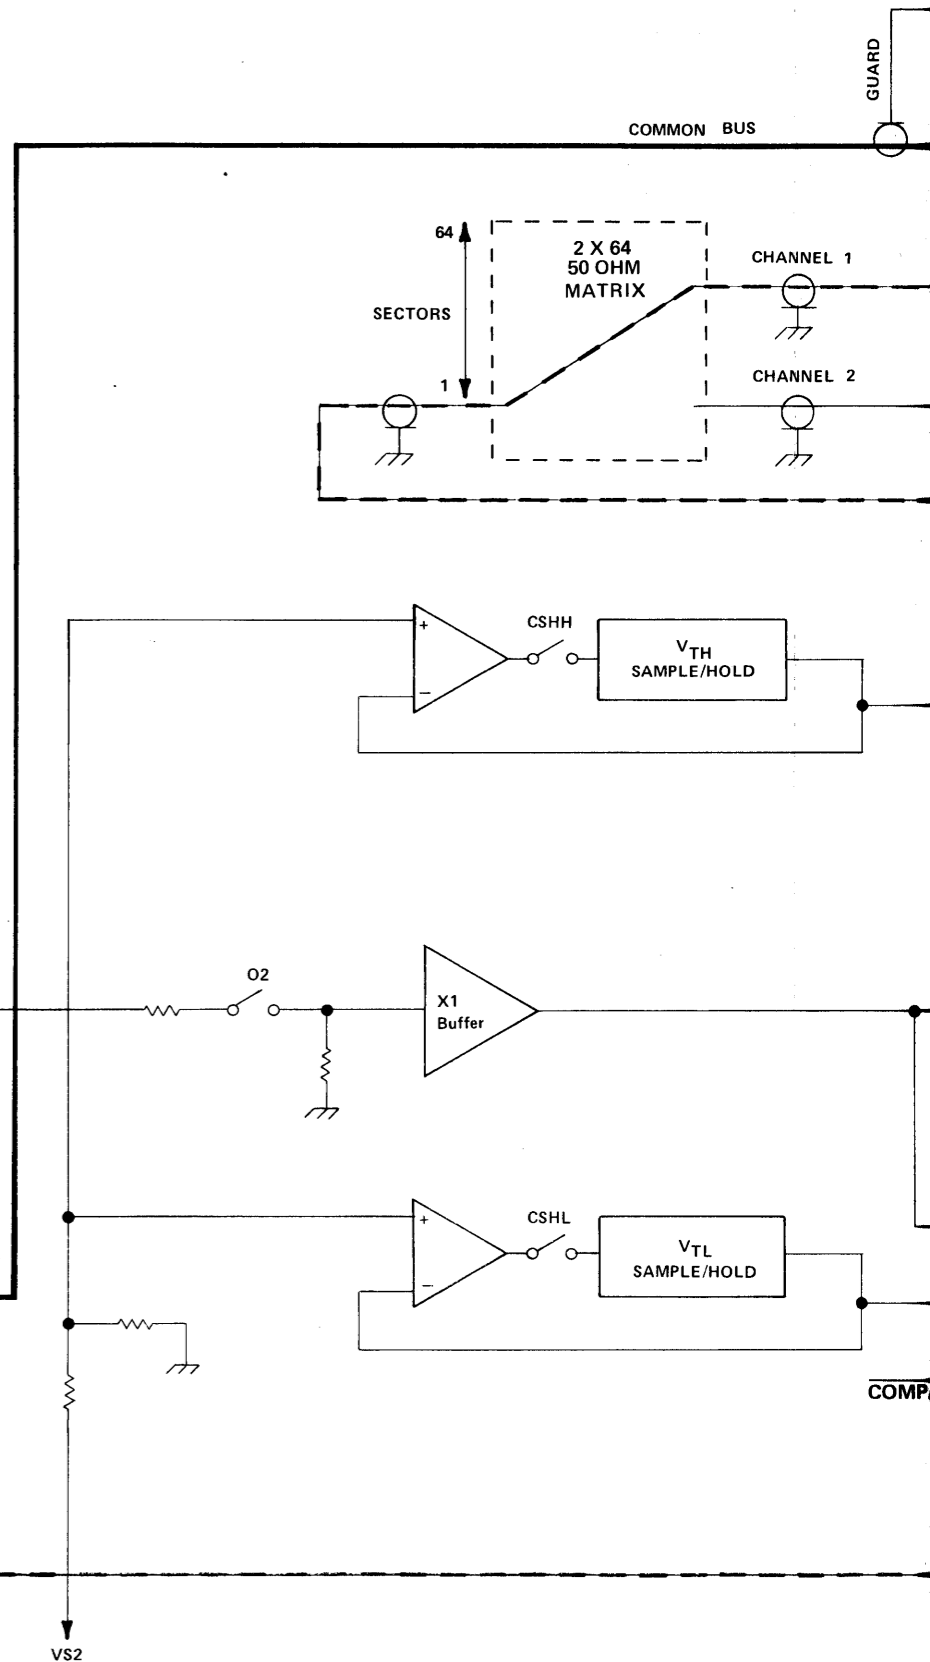 GUARD
COMMON BUS
64
2 X 64
50 OHM
MATRIX
CHANNEL 1
SECTORS
1
CHANNEL 2
+
CSHH
VTH
SAMPLE/HOLD
−
O2
X1
Buffer
+
CSHL
VTL
SAMPLE/HOLD
−
VS2